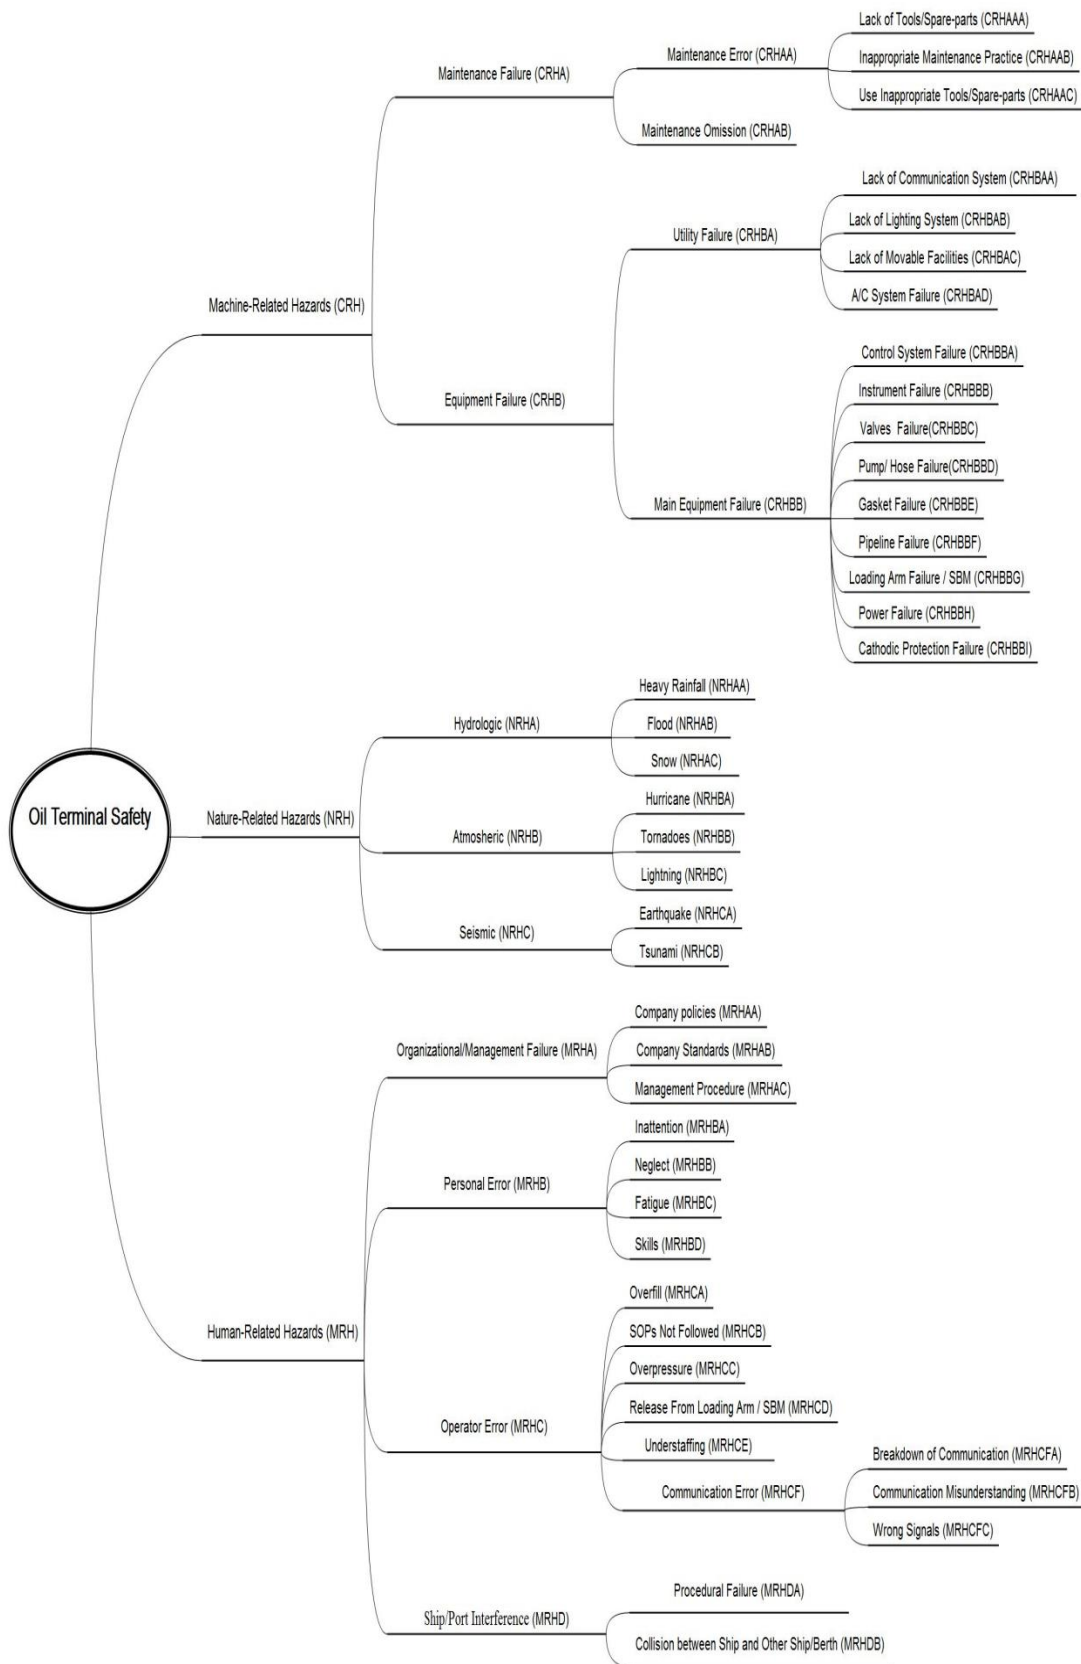 Oil Terminal Safety
Machine-Related Hazards (CRH)
Maintenance Failure (CRHA)
Maintenance Error (CRHAA)
Lack of Tools/Spare-parts (CRHAAA)
Inappropriate Maintenance Practice (CRHAAB)
Use Inappropriate Tools/Spare-parts (CRHAAC)
Maintenance Omission (CRHAB)
Equipment Failure (CRHB)
Utility Failure (CRHBA)
Lack of Communication System (CRHBAA)
Lack of Lighting System (CRHBAB)
Lack of Movable Facilities (CRHBAC)
A/C System Failure (CRHBAD)
Main Equipment Failure (CRHBB)
Control System Failure (CRHBBA)
Instrument Failure (CRHBBB)
Valves  Failure(CRHBBC)
Pump/ Hose Failure(CRHBBD)
Gasket Failure (CRHBBE)
Pipeline Failure (CRHBBF)
Loading Arm Failure / SBM (CRHBBG)
Power Failure (CRHBBH)
Cathodic Protection Failure (CRHBBI)
Nature-Related Hazards (NRH)
Hydrologic (NRHA)
Heavy Rainfall (NRHAA)
Flood (NRHAB)
Snow (NRHAC)
Atmosheric (NRHB)
Hurricane (NRHBA)
Tornadoes (NRHBB)
Lightning (NRHBC)
Seismic (NRHC)
Earthquake (NRHCA)
Tsunami (NRHCB)
Human-Related Hazards (MRH)
Organizational/Management Failure (MRHA)
Company policies (MRHAA)
Company Standards (MRHAB)
Management Procedure (MRHAC)
Personal Error (MRHB)
Inattention (MRHBA)
Neglect (MRHBB)
Fatigue (MRHBC)
Skills (MRHBD)
Operator Error (MRHC)
Overfill (MRHCA)
SOPs Not Followed (MRHCB)
Overpressure (MRHCC)
Release From Loading Arm / SBM (MRHCD)
Understaffing (MRHCE)
Communication Error (MRHCF)
Breakdown of Communication (MRHCFA)
Communication Misunderstanding (MRHCFB)
Wrong Signals (MRHCFC)
Ship/Port Interference (MRHD)
Procedural Failure (MRHDA)
Collision between Ship and Other Ship/Berth (MRHDB)